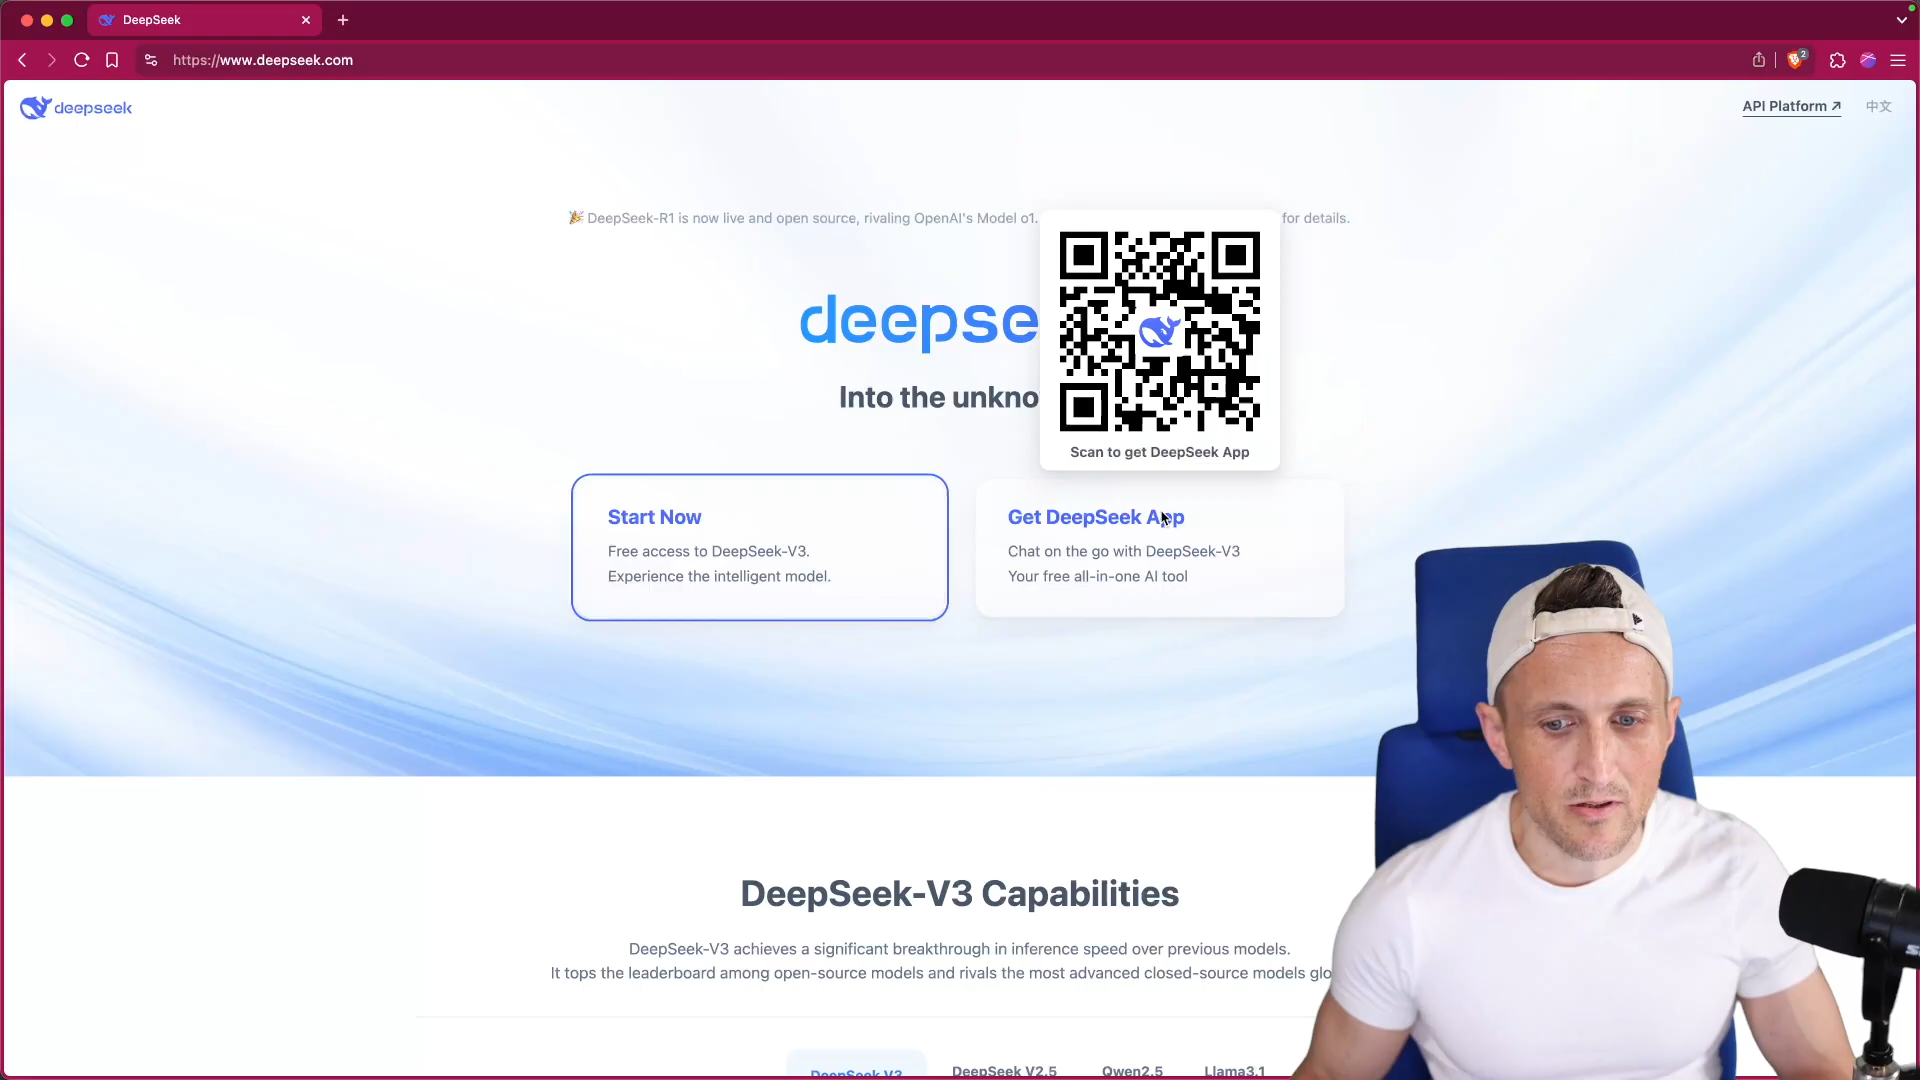 DeepSeek
https://www.deepseek.com
2
deepseek
API Platform ↗
中文
🎉 DeepSeek-R1 is now live and open source, rivaling OpenAI's Model o1.
for details.
deepse
Into the unkno
Scan to get DeepSeek App
Start Now
Free access to DeepSeek-V3.
Experience the intelligent model.
Get DeepSeek App
Chat on the go with DeepSeek-V3
Your free all-in-one AI tool
DeepSeek-V3 Capabilities
DeepSeek-V3 achieves a significant breakthrough in inference speed over previous models.
It tops the leaderboard among open-source models and rivals the most advanced closed-source models glo
DeepSeek V3
DeepSeek V2.5
Qwen2.5
Llama3.1